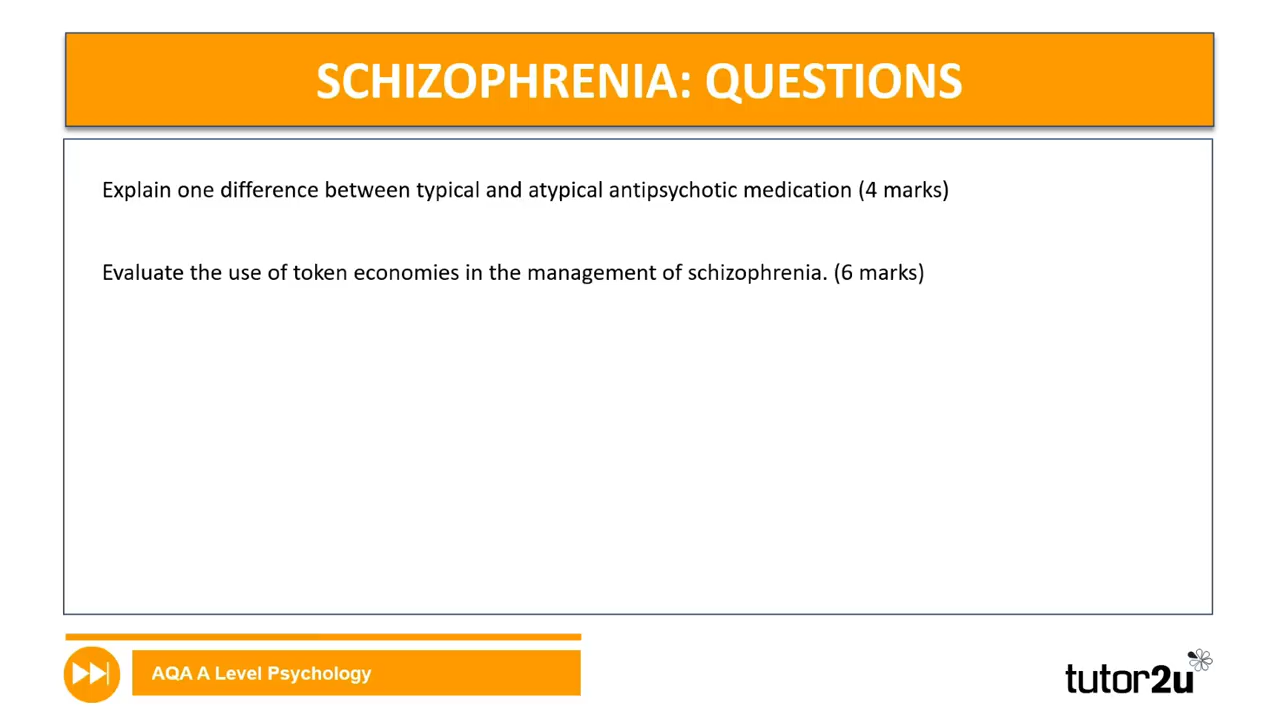 SCHIZOPHRENIA: QUESTIONS
Explain one difference between typical and atypical antipsychotic medication (4 marks)
Evaluate the use of token economies in the management of schizophrenia. (6 marks)
AQA A Level Psychology
tutor2u